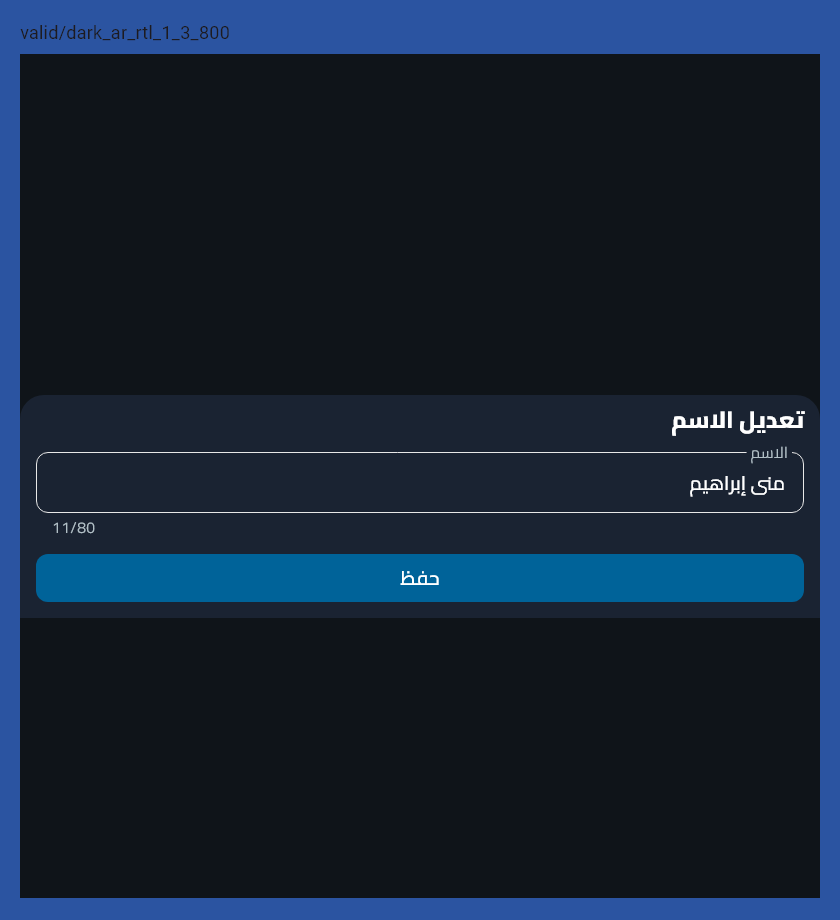 valid/dark_ar_rtl_1_3_800
تعديل الاسم
الاسم
منى إبراهيم
11/80
حفظ